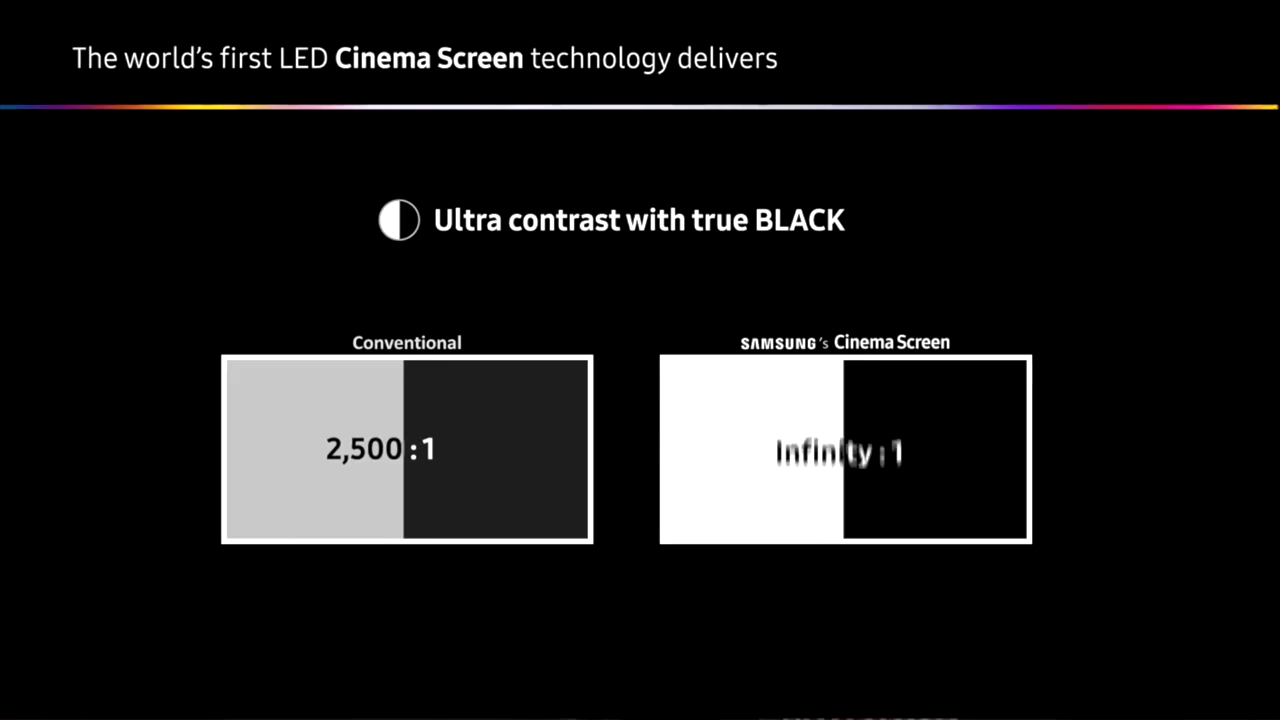 The world's first LED Cinema Screen technology delivers
Ultra contrast with true BLACK
Conventional
SAMSUNG's Cinema Screen
2,500:1
Infinity:1